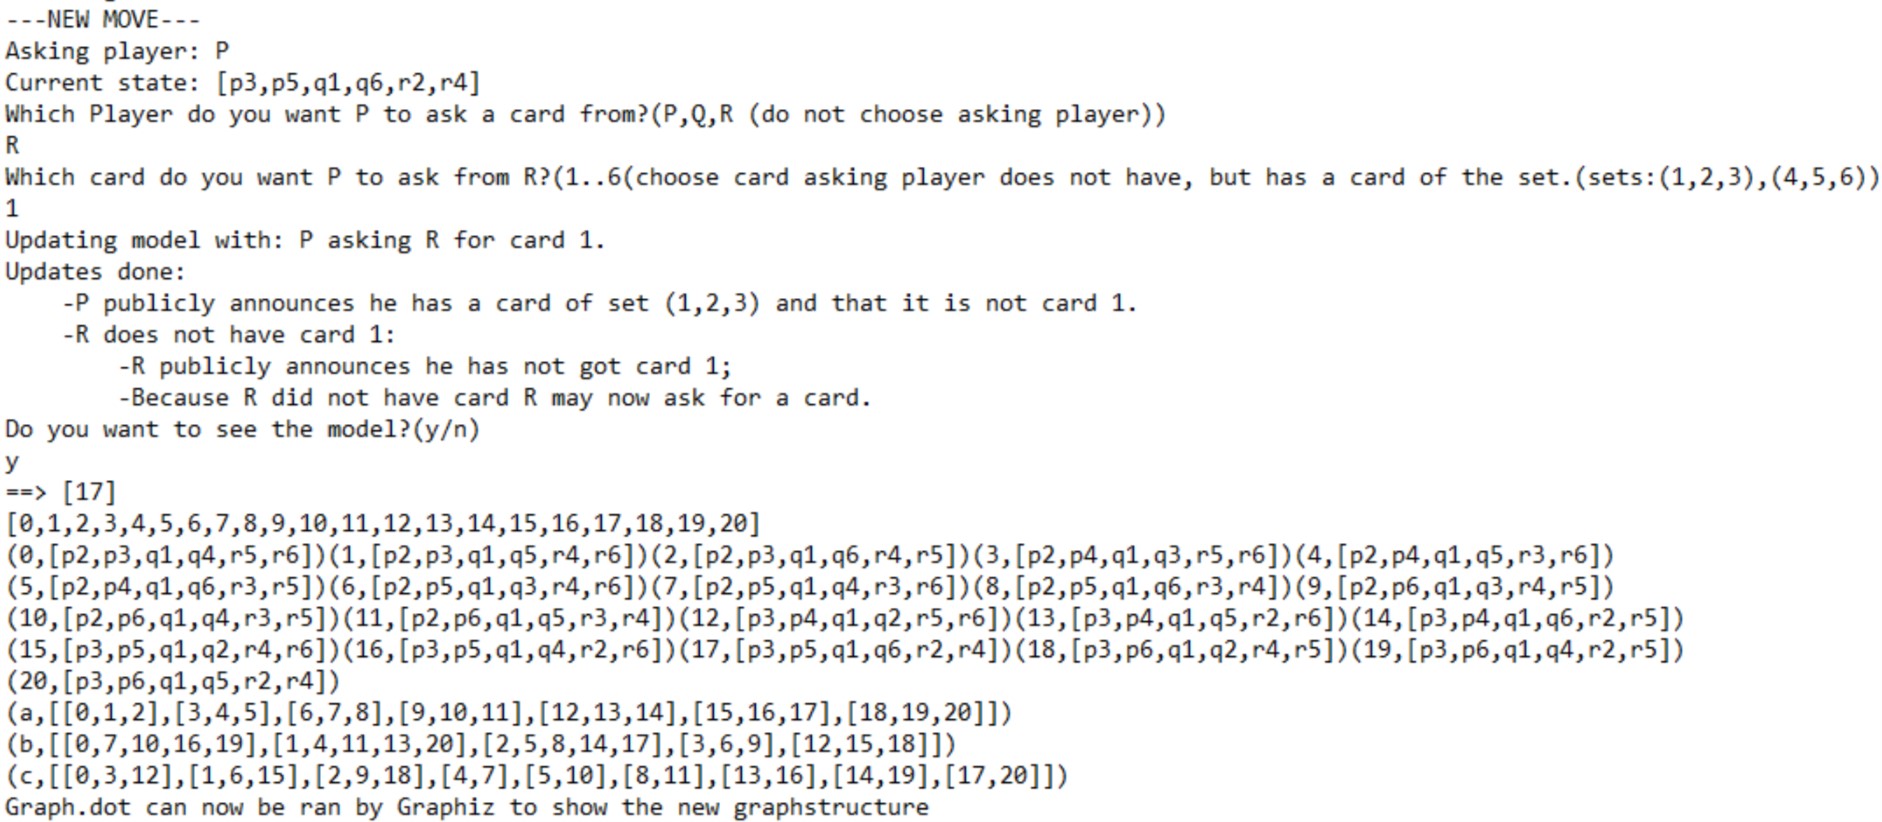 ---NEW MOVE---
Asking player: P
Current state: [p3,p5,q1,q6,r2,r4]
Which Player do you want P to ask a card from?(P,Q,R (do not choose asking player))
R
Which card do you want P to ask from R?(1..6(choose card asking player does not have, but has a card of the set.(sets:(1,2,3),(4,5,6))
1
Updating model with: P asking R for card 1.
Updates done:
    -P publicly announces he has a card of set (1,2,3) and that it is not card 1.
    -R does not have card 1:
        -R publicly announces he has not got card 1;
        -Because R did not have card R may now ask for a card.
Do you want to see the model?(y/n)
y
==> [17]
[0,1,2,3,4,5,6,7,8,9,10,11,12,13,14,15,16,17,18,19,20]
(0,[p2,p3,q1,q4,r5,r6])(1,[p2,p3,q1,q5,r4,r6])(2,[p2,p3,q1,q6,r4,r5])(3,[p2,p4,q1,q3,r5,r6])(4,[p2,p4,q1,q5,r3,r6])
(5,[p2,p4,q1,q6,r3,r5])(6,[p2,p5,q1,q3,r4,r6])(7,[p2,p5,q1,q4,r3,r6])(8,[p2,p5,q1,q6,r3,r4])(9,[p2,p6,q1,q3,r4,r5])
(10,[p2,p6,q1,q4,r3,r5])(11,[p2,p6,q1,q5,r3,r4])(12,[p3,p4,q1,q2,r5,r6])(13,[p3,p4,q1,q5,r2,r6])(14,[p3,p4,q1,q6,r2,r5])
(15,[p3,p5,q1,q2,r4,r6])(16,[p3,p5,q1,q4,r2,r6])(17,[p3,p5,q1,q6,r2,r4])(18,[p3,p6,q1,q2,r4,r5])(19,[p3,p6,q1,q4,r2,r5])
(20,[p3,p6,q1,q5,r2,r4])
(a,[[0,1,2],[3,4,5],[6,7,8],[9,10,11],[12,13,14],[15,16,17],[18,19,20]])
(b,[[0,7,10,16,19],[1,4,11,13,20],[2,5,8,14,17],[3,6,9],[12,15,18]])
(c,[[0,3,12],[1,6,15],[2,9,18],[4,7],[5,10],[8,11],[13,16],[14,19],[17,20]])
Graph.dot can now be ran by Graphiz to show the new graphstructure